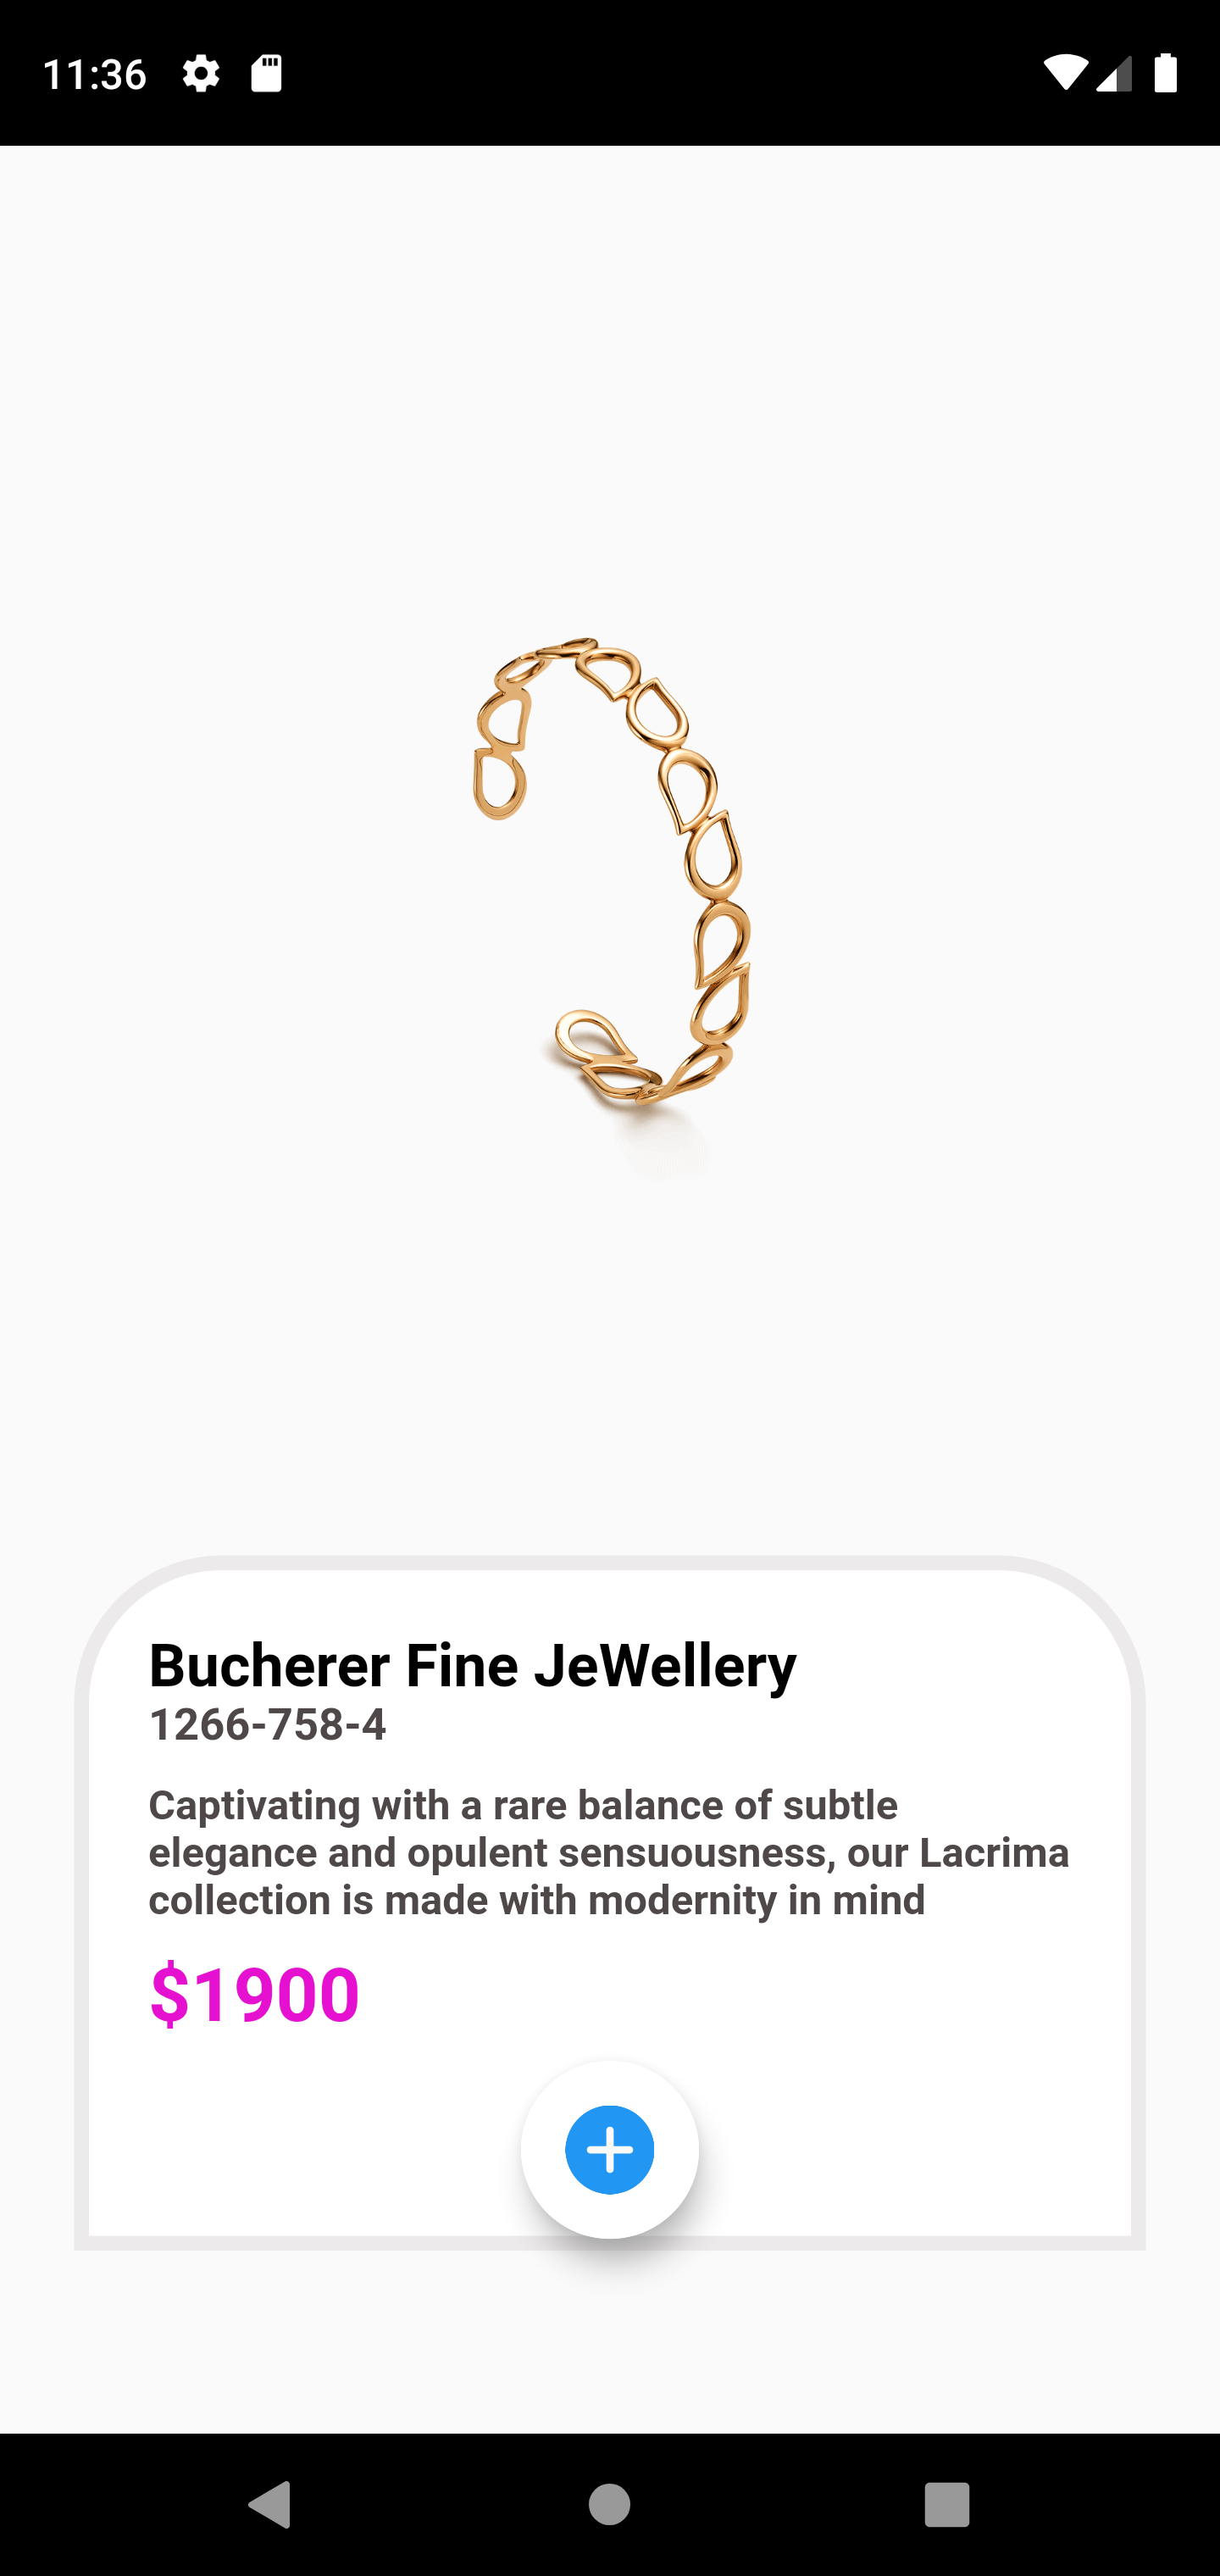 11:36
Bucherer Fine JeWellery
1266-758-4
Captivating with a rare balance of subtle
elegance and opulent sensuousness, our Lacrima
collection is made with modernity in mind
$1900